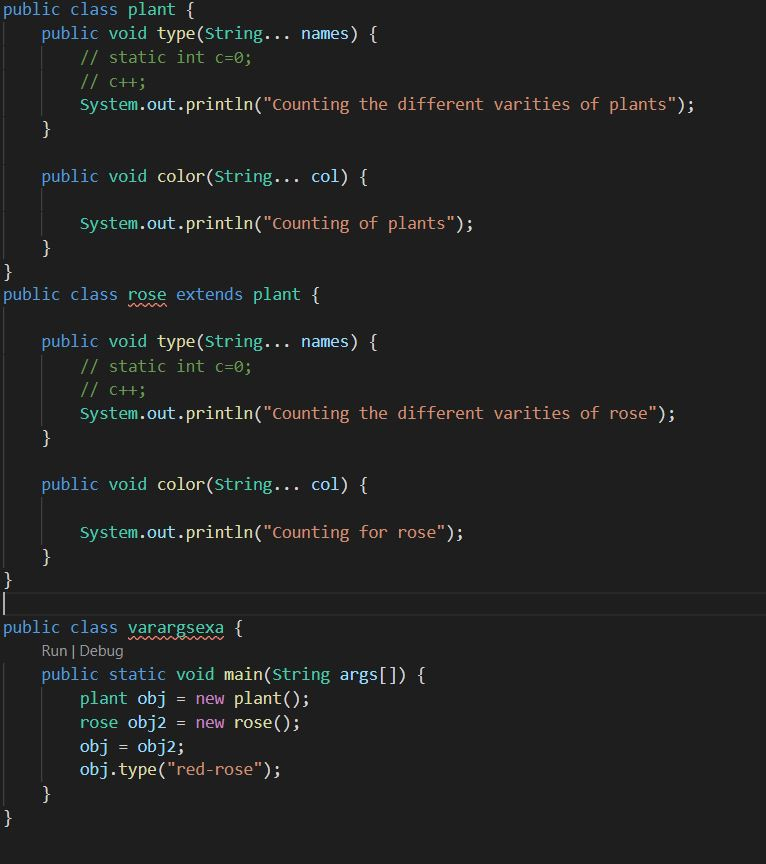 public class plant {
    public void type(String... names) {
        // static int c=0;
        // c++;
        System.out.println("Counting the different varities of plants");
    }

    public void color(String... col) {

        System.out.println("Counting of plants");
    }
}
public class rose extends plant {

    public void type(String... names) {
        // static int c=0;
        // c++;
        System.out.println("Counting the different varities of rose");
    }

    public void color(String... col) {

        System.out.println("Counting for rose");
    }
}

public class varargsexa {
    Run | Debug
    public static void main(String args[]) {
        plant obj = new plant();
        rose obj2 = new rose();
        obj = obj2;
        obj.type("red-rose");
    }
}